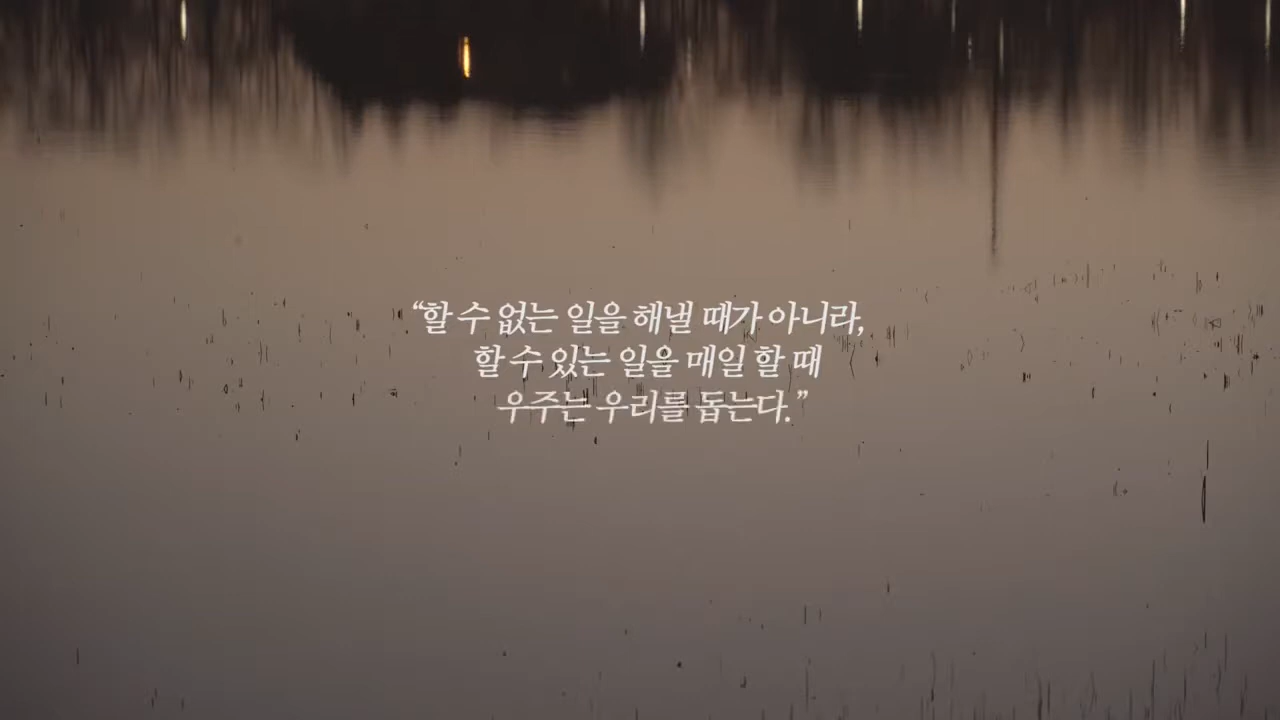 “할 수 없는 일을 해낼 때가 아니라,
할 수 있는 일을 매일 할 때
우주는 우리를 돕는다.”